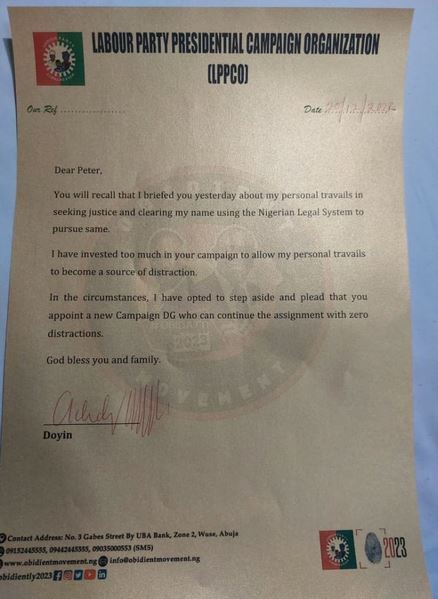 LABOUR PARTY PRESIDENTIAL CAMPAIGN ORGANIZATION
(LPPCO)
Our Ref ..................
Date 20/12/2022
Dear Peter,
You will recall that I briefed you yesterday about my personal travails in
seeking justice and clearing my name using the Nigerian Legal System to
pursue same.
I have invested too much in your campaign to allow my personal travails
to become a source of distraction.
In the circumstances, I have opted to step aside and plead that you
appoint a new Campaign DG who can continue the assignment with zero
distractions.
God bless you and family.
Doyin
2023
MOVEMENT
Contact Address: No. 3 Gabes Street By UBA Bank, Zone 2, Wuse, Abuja
09152445555, 09442445555, 09035000553 (SMS)
www.obidientmovement.ng info@obidientmovement.ng
obidiently2023
2023